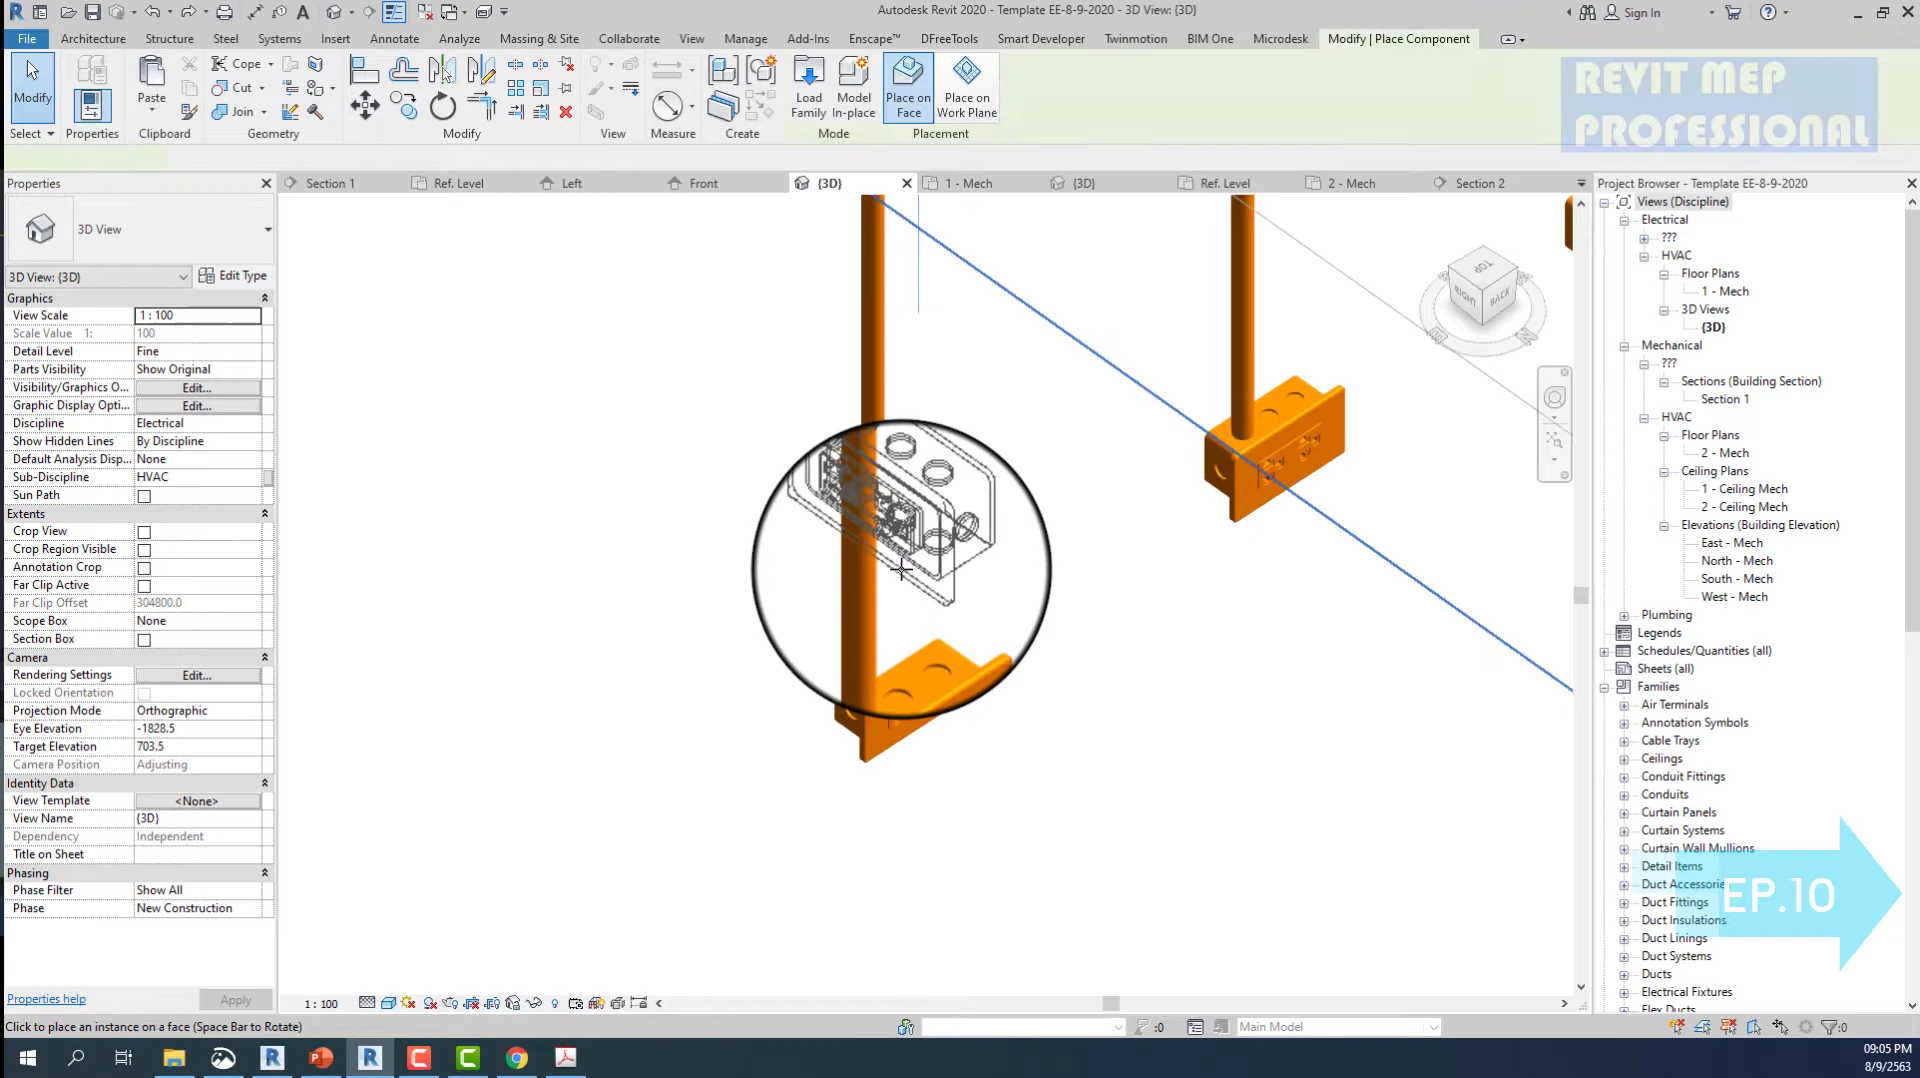 Autodesk Revit 2020 - Template EE-8-9-2020 - 3D View: {3D}
Sign In
File
Architecture
Structure
Steel
Systems
Insert
Annotate
Analyze
Massing & Site
Collaborate
View
Manage
Add-Ins
Enscape™
DFreeTools
Smart Developer
Twinmotion
BIM One
Microdesk
Modify | Place Component
Modify
Paste
Cope
Cut
Join
Load Family
Model In-place
Place on Face
Place on Work Plane
Select
Properties
Clipboard
Geometry
Modify
View
Measure
Create
Mode
Placement
REVIT MEP
PROFESSIONAL
Properties
Section 1
Ref. Level
Left
Front
{3D}
1 - Mech
{3D}
Ref. Level
2 - Mech
Section 2
Project Browser - Template EE-8-9-2020
3D View
3D View: {3D}
Edit Type
Graphics
View Scale 1 : 100
Scale Value 1: 100
Detail Level Fine
Parts Visibility Show Original
Visibility/Graphics O... Edit...
Graphic Display Opti... Edit...
Discipline Electrical
Show Hidden Lines By Discipline
Default Analysis Disp... None
Sub-Discipline HVAC
Sun Path
Extents
Crop View
Crop Region Visible
Annotation Crop
Far Clip Active
Far Clip Offset 304800.0
Scope Box None
Section Box
Camera
Rendering Settings Edit...
Locked Orientation
Projection Mode Orthographic
Eye Elevation -1828.5
Target Elevation 703.5
Camera Position Adjusting
Identity Data
View Template <None>
View Name {3D}
Dependency Independent
Title on Sheet
Phasing
Phase Filter Show All
Phase New Construction
Properties help
Apply
TOP
RIGHT
BACK
Views (Discipline)
Electrical
???
HVAC
Floor Plans
1 - Mech
3D Views
{3D}
Mechanical
???
Sections (Building Section)
Section 1
HVAC
Floor Plans
2 - Mech
Ceiling Plans
1 - Ceiling Mech
2 - Ceiling Mech
Elevations (Building Elevation)
East - Mech
North - Mech
South - Mech
West - Mech
Plumbing
Legends
Schedules/Quantities (all)
Sheets (all)
Families
Air Terminals
Annotation Symbols
Cable Trays
Ceilings
Conduit Fittings
Conduits
Curtain Panels
Curtain Systems
Curtain Wall Mullions
Detail Items
Duct Accessorie
Duct Fittings
Duct Insulations
Duct Linings
Duct Systems
Ducts
Electrical Fixtures
Flex Ducts
EP.10
1 : 100
Click to place an instance on a face (Space Bar to Rotate)
:0
Main Model
:0
09:05 PM
8/9/2563